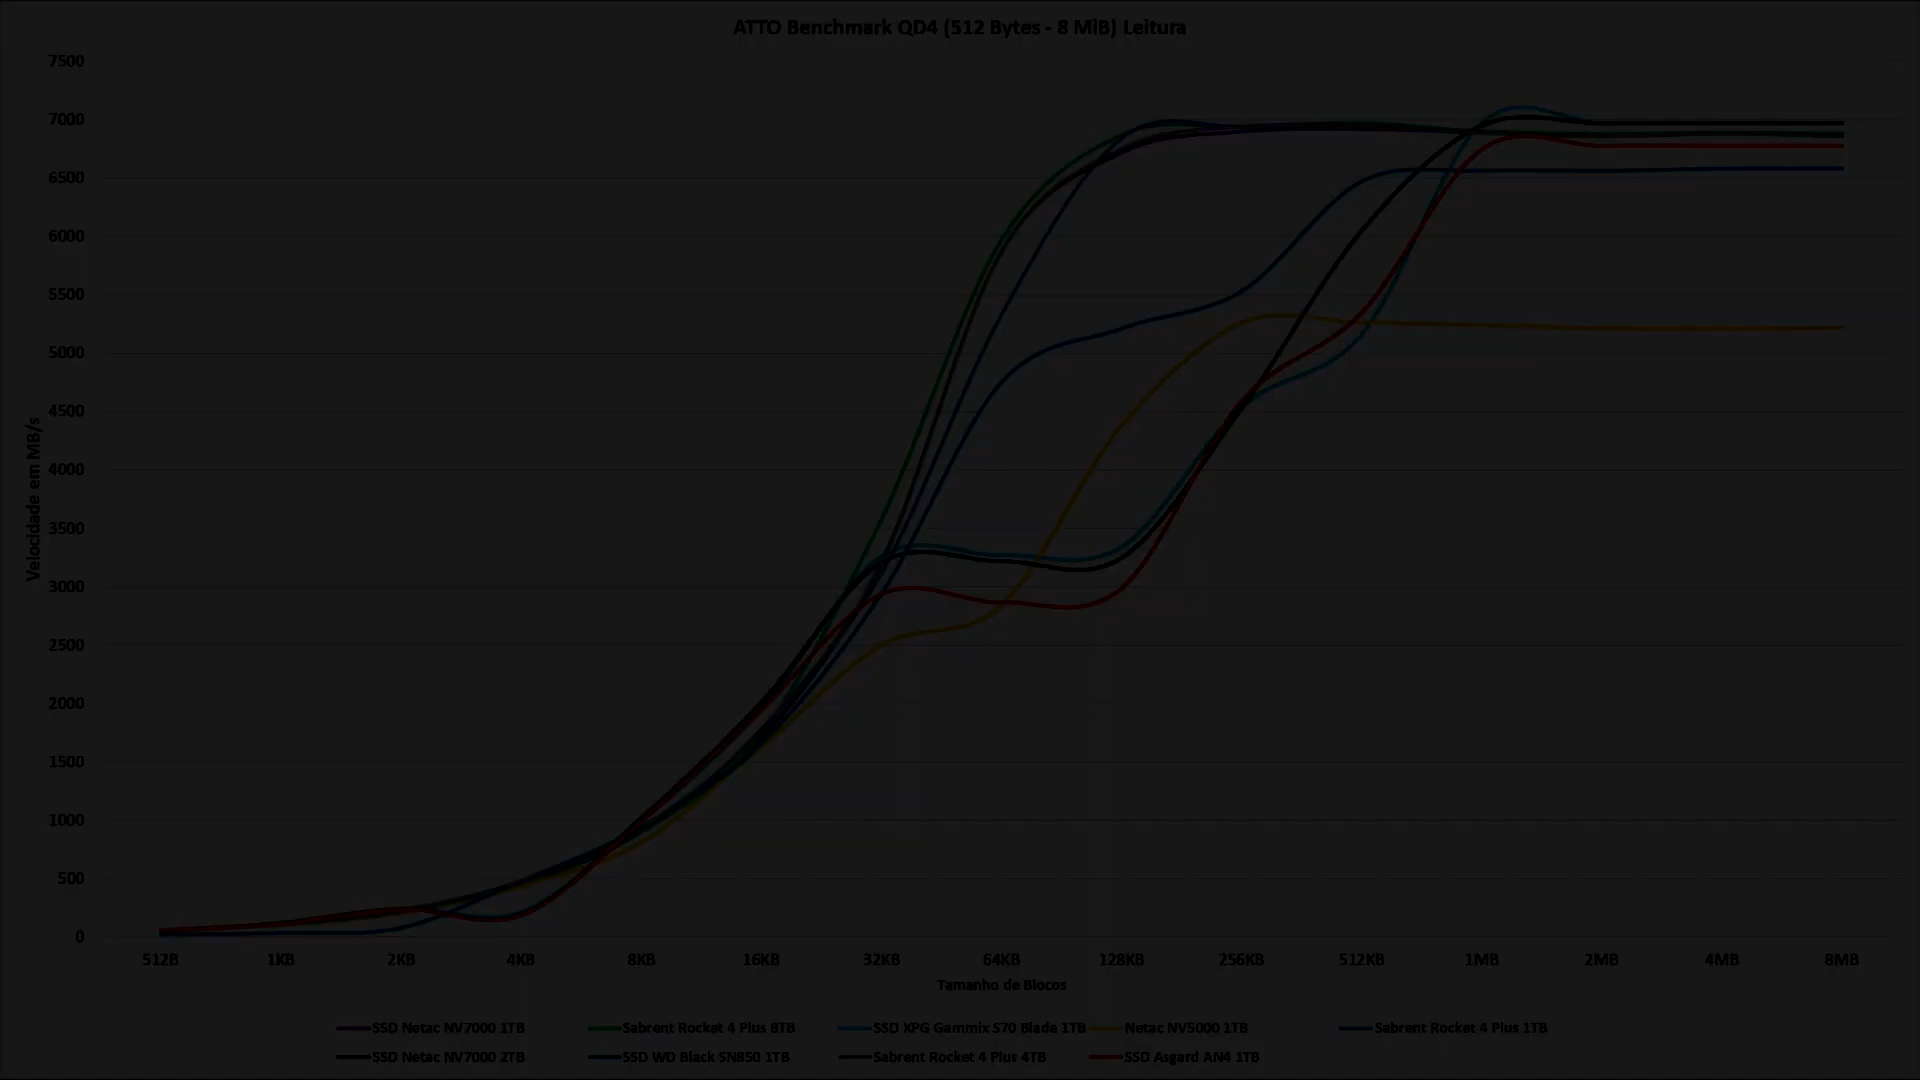 ATTO Benchmark QD4 (512 Bytes - 8 MiB) Leitura
7500
7000
6500
6000
5500
5000
4500
4000
3500
3000
2500
2000
1500
1000
500
0
Velocidade em MB/s
512B 1KB 2KB 4KB 8KB 16KB 32KB 64KB 128KB 256KB 512KB 1MB 2MB 4MB 8MB
Tamanho de Blocos
SSD Netac NV7000 1TB Sabrent Rocket 4 Plus 8TB SSD XPG Gammix S70 Blade 1TB Netac NV5000 1TB Sabrent Rocket 4 Plus 1TB
SSD Netac NV7000 2TB SSD WD Black SN850 1TB Sabrent Rocket 4 Plus 4TB SSD Asgard AN4 1TB